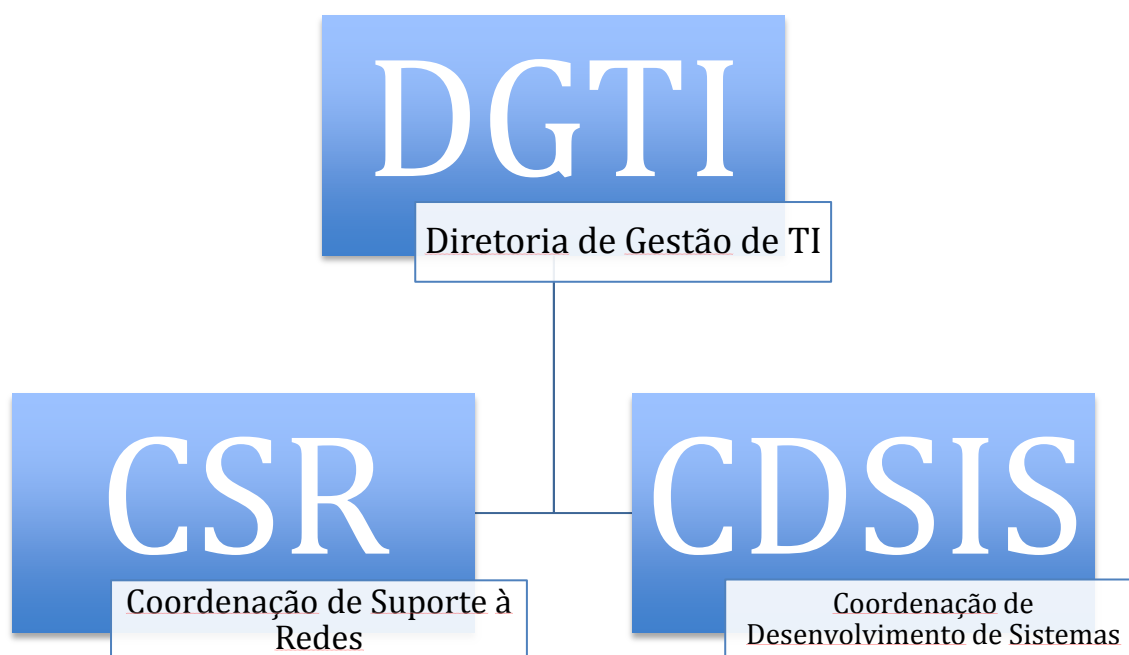 DGTI
Diretoria de Gestão de TI
CSR
Coordenação de Suporte à
Redes
CDSIS
Coordenação de
Desenvolvimento de Sistemas